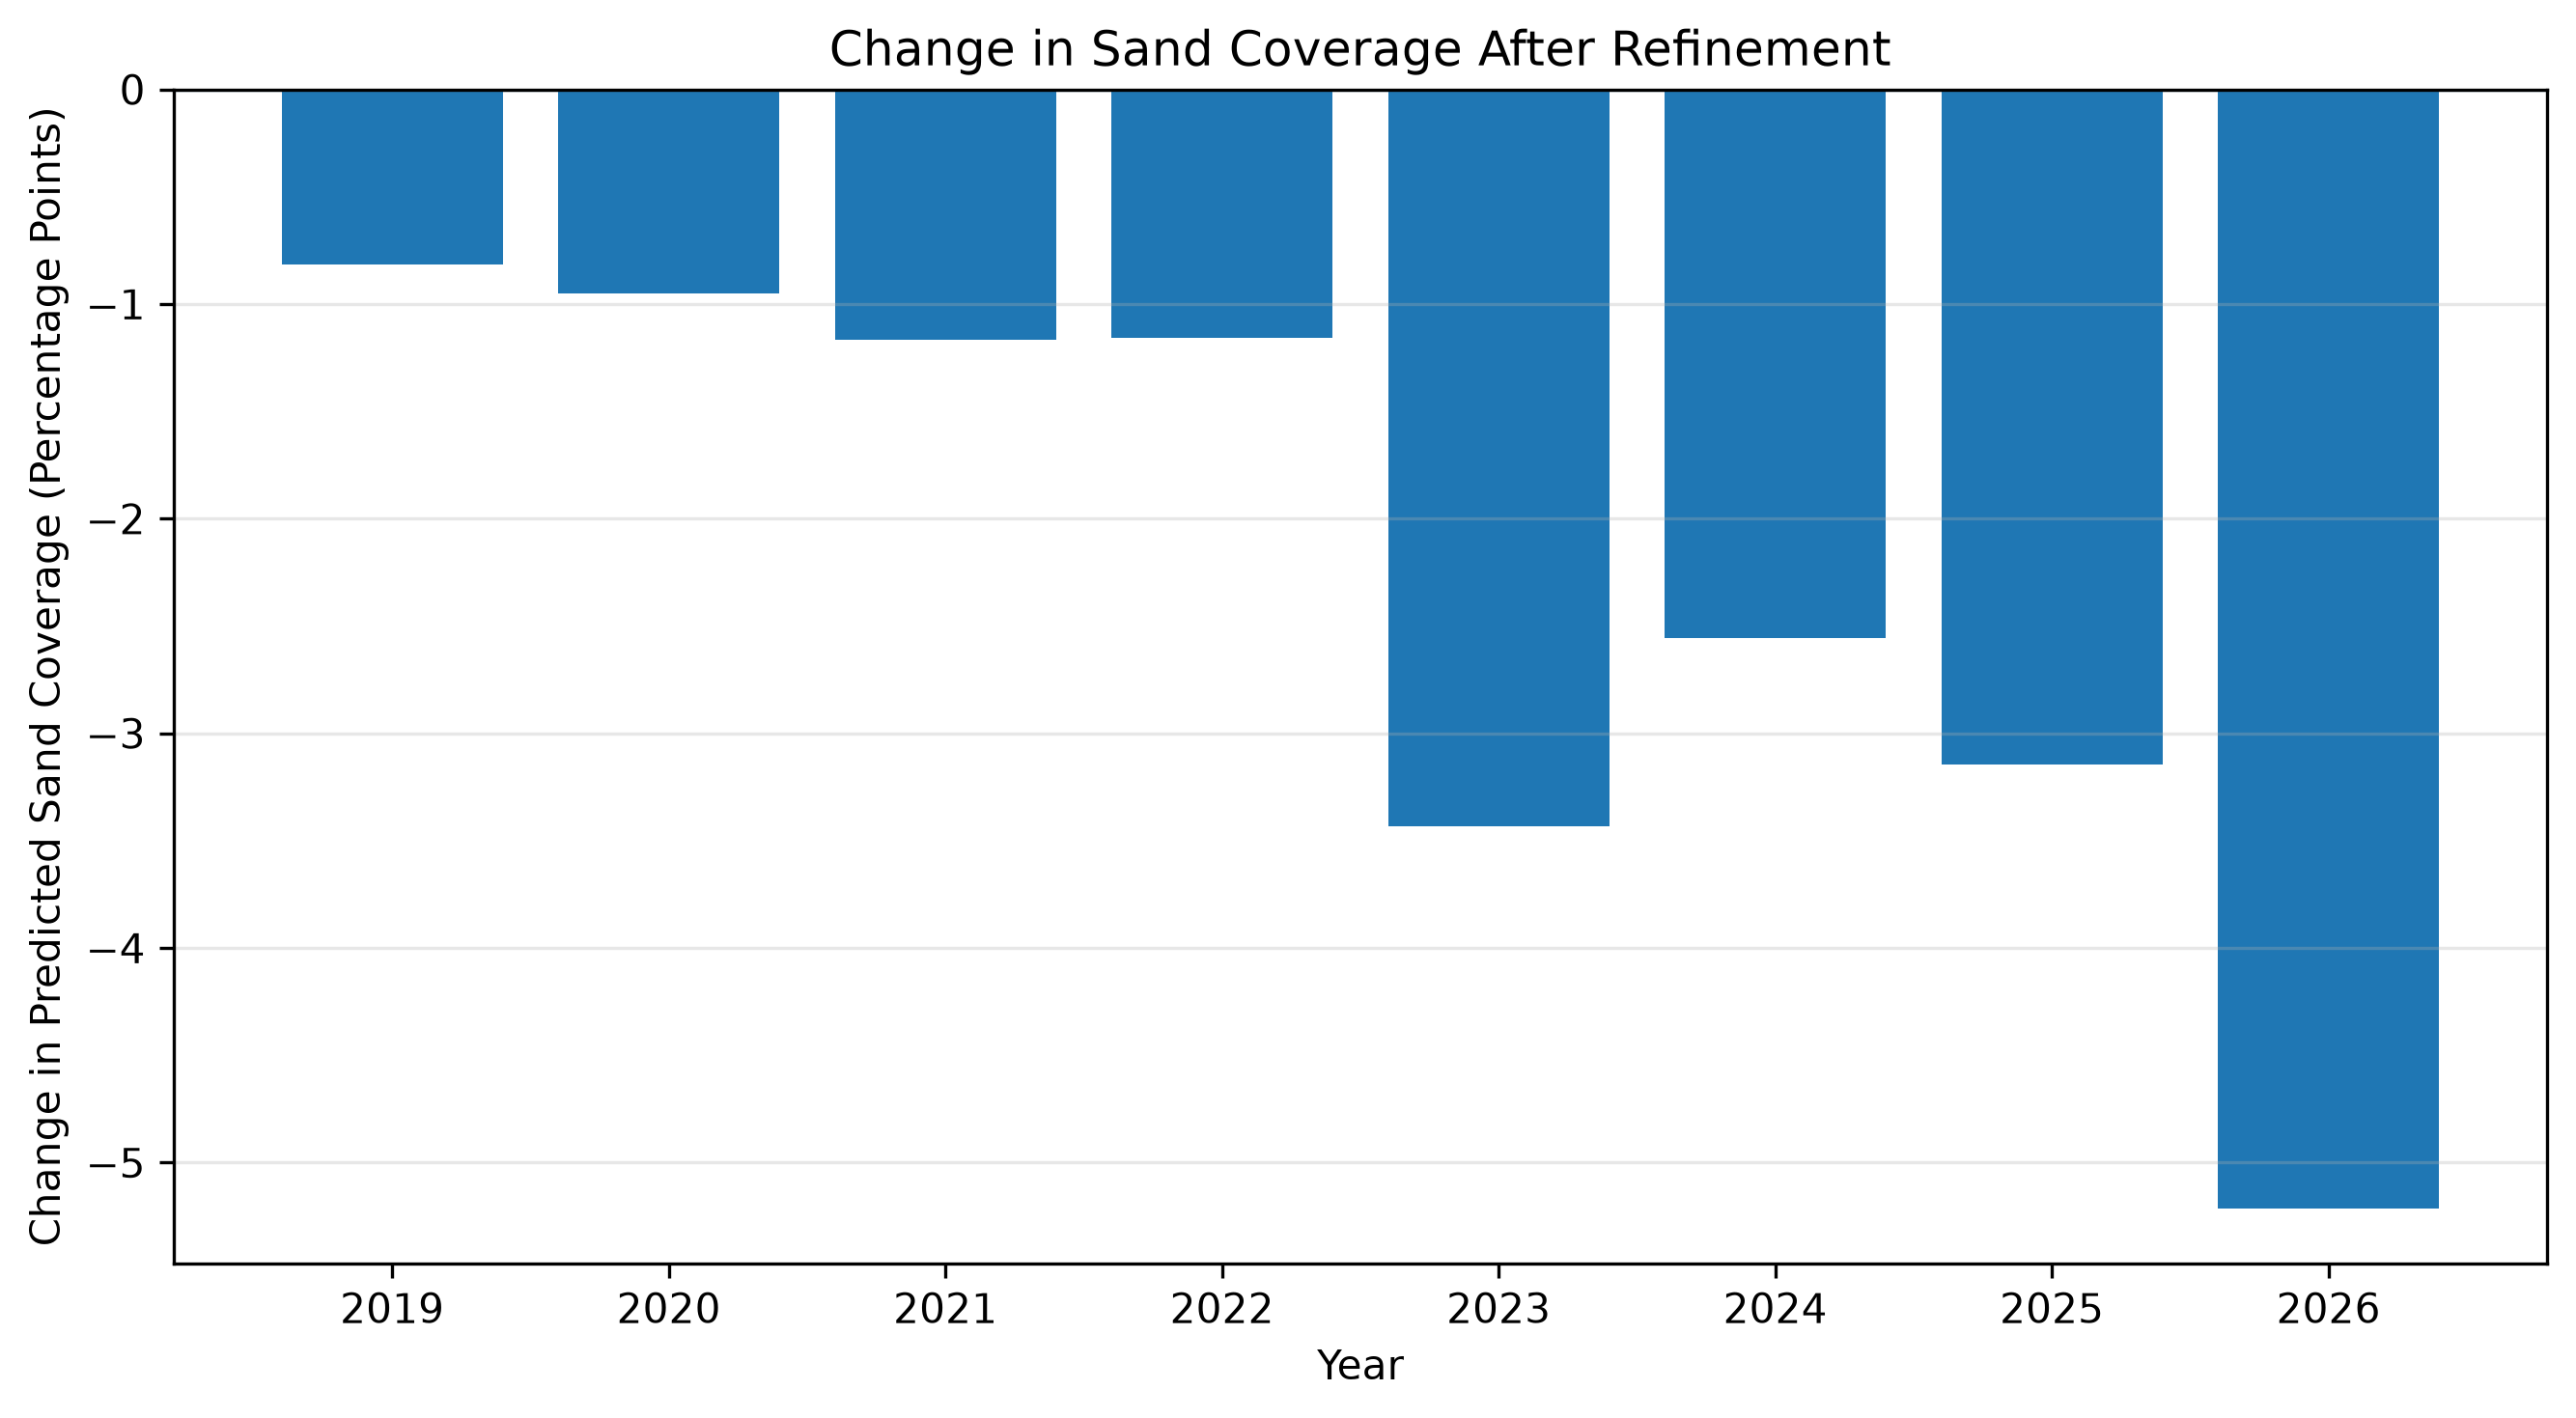 Change in Sand Coverage After Refinement
Change in Predicted Sand Coverage (Percentage Points)
0
−1
−2
−3
−4
−5
2019 2020 2021 2022 2023 2024 2025 2026
Year